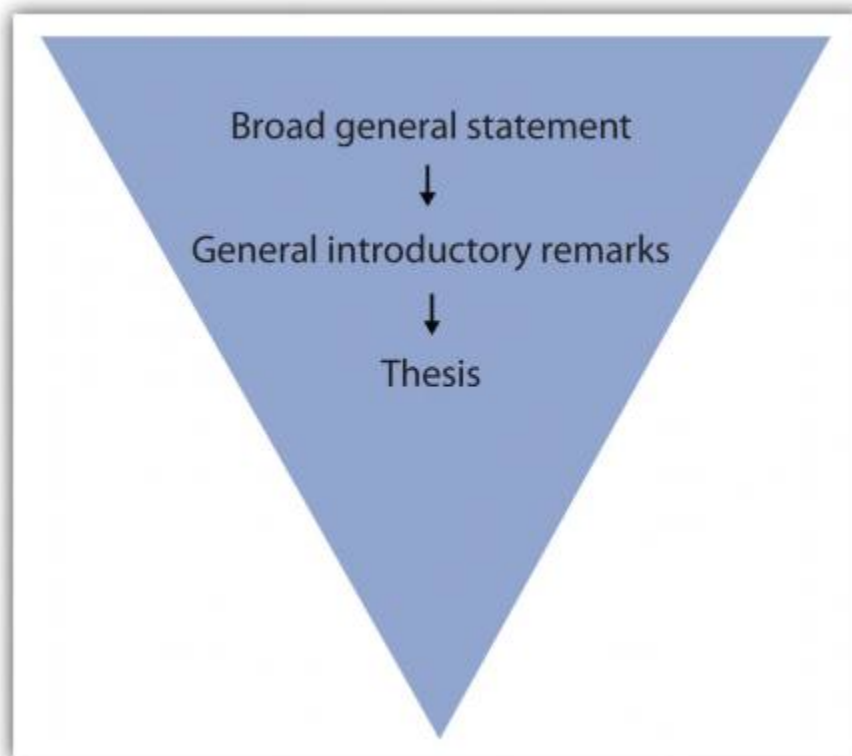 Broad general statement
General introductory remarks
Thesis